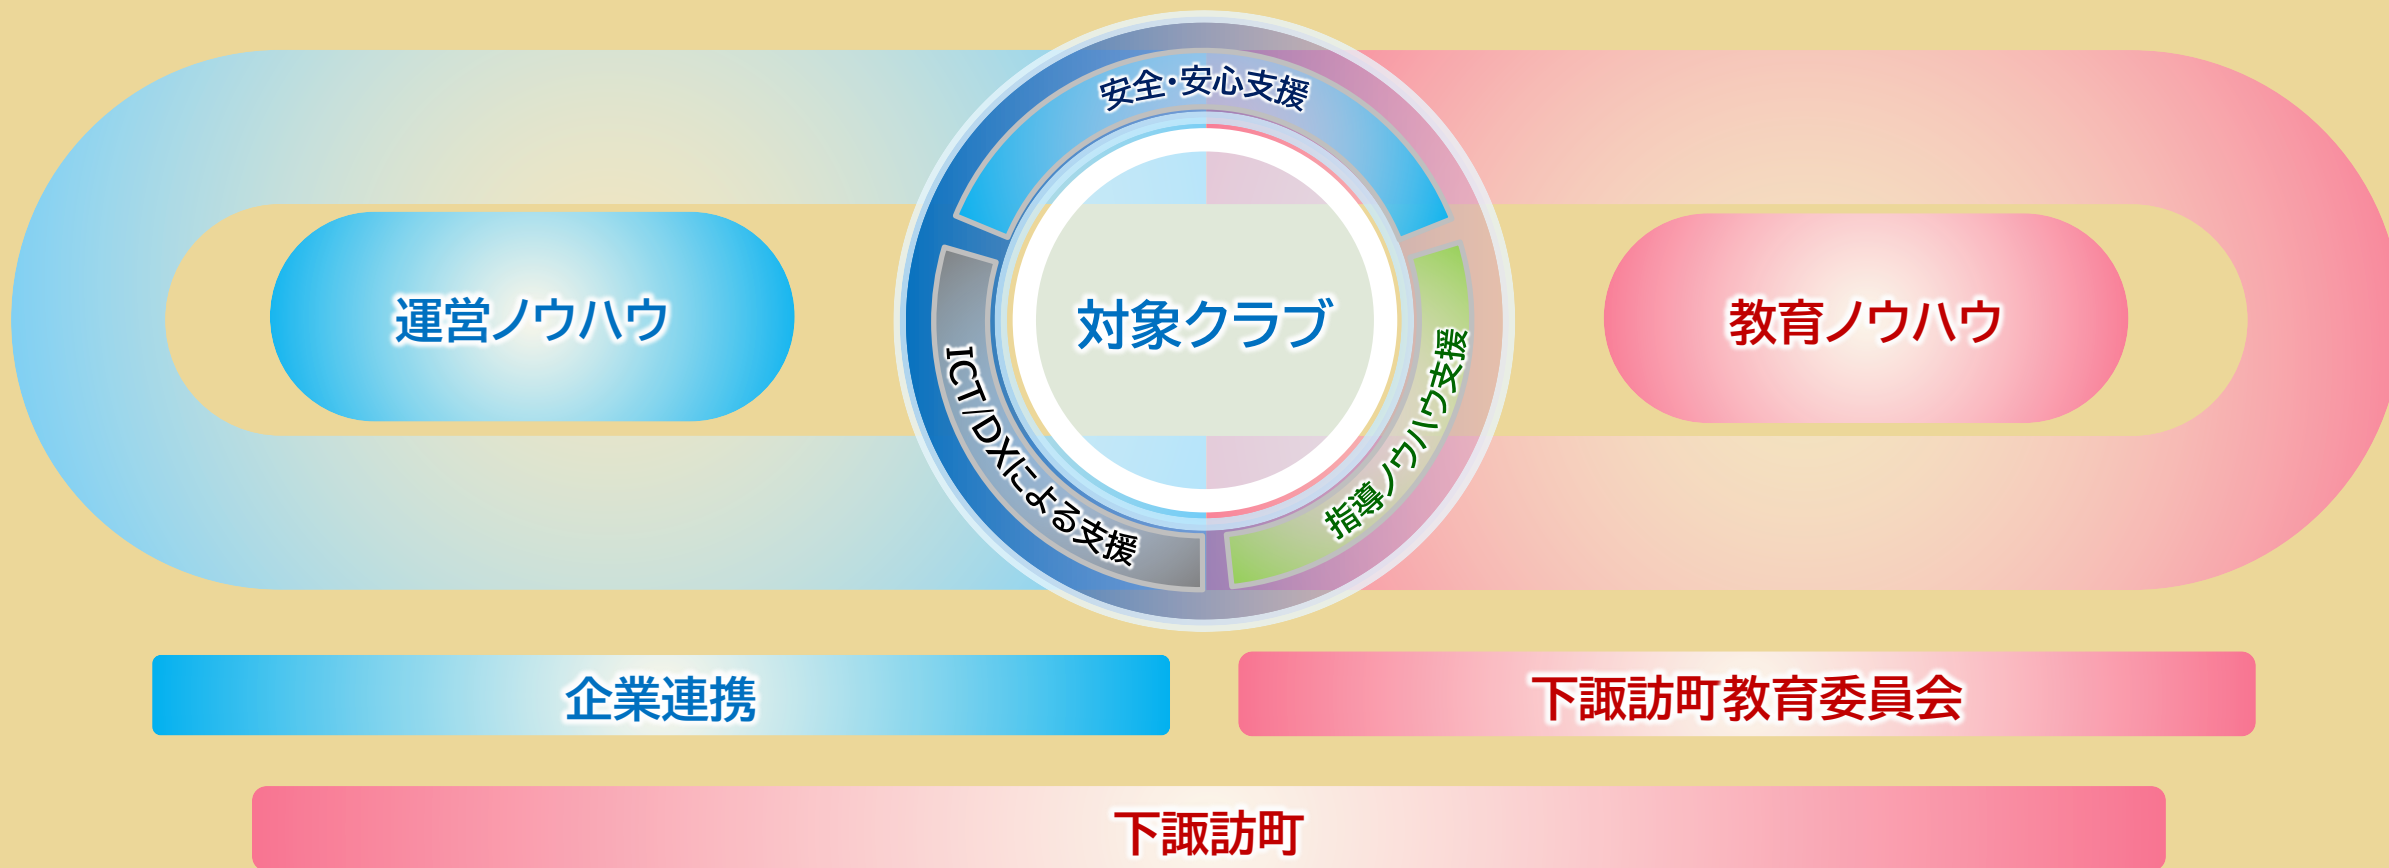 安全・安心支援
運営ノウハウ
対象クラブ
教育ノウハウ
ICT/DXによる支援
指導ノウハウ支援
企業連携
下諏訪町教育委員会
下諏訪町